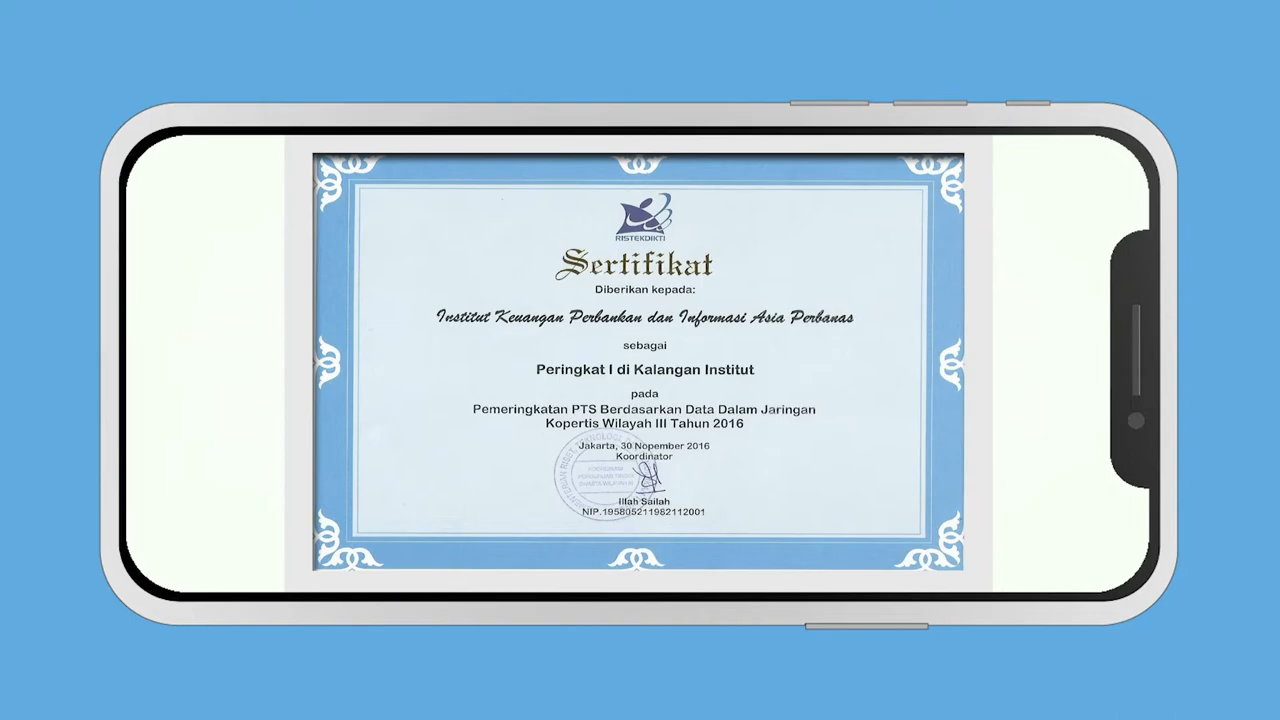 RISTEKDIKTI
Sertifikat
Diberikan kepada:
Institut Keuangan Perbankan dan Informasi Asia Perbanas
sebagai
Peringkat I di Kalangan Institut
pada
Pemeringkatan PTS Berdasarkan Data Dalam Jaringan
Kopertis Wilayah III Tahun 2016
Jakarta, 30 Nopember 2016
Koordinator
Illah Sailah
NIP.195805211982112001